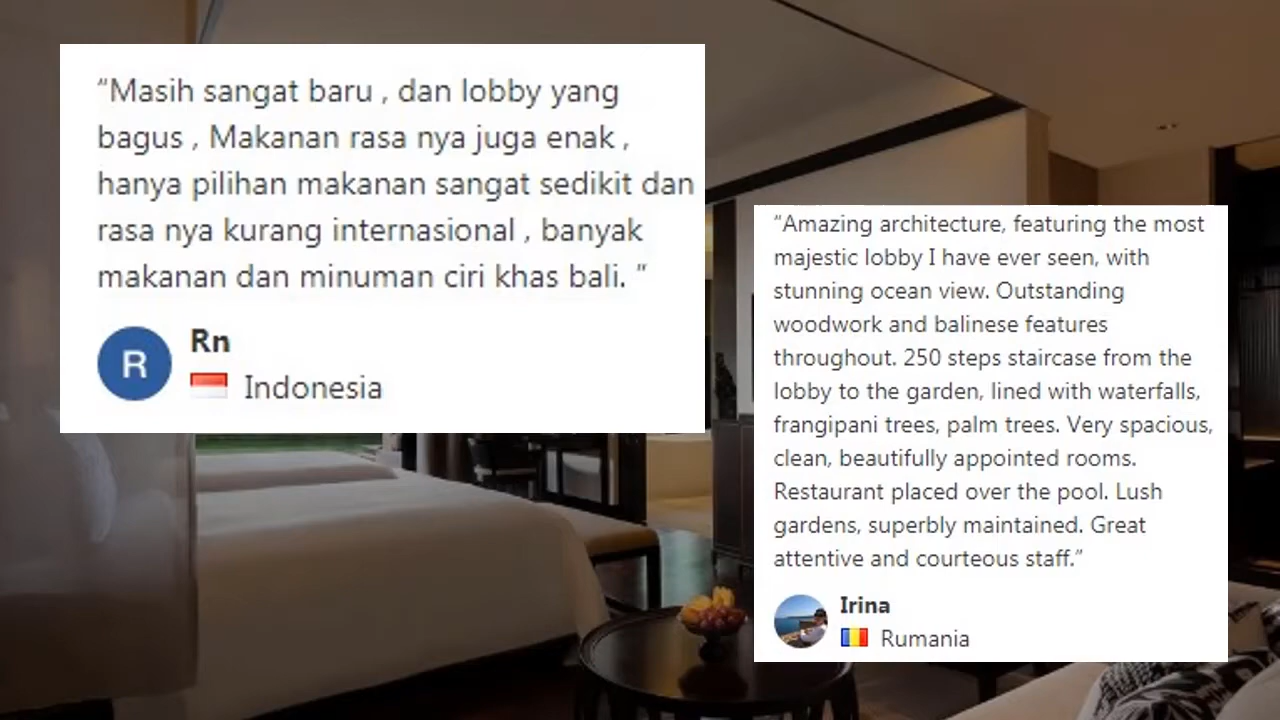 “Masih sangat baru , dan lobby yang
bagus , Makanan rasa nya juga enak ,
hanya pilihan makanan sangat sedikit dan
rasa nya kurang internasional , banyak
makanan dan minuman ciri khas bali. ”
R
Rn
Indonesia
“Amazing architecture, featuring the most
majestic lobby I have ever seen, with
stunning ocean view. Outstanding
woodwork and balinese features
throughout. 250 steps staircase from the
lobby to the garden, lined with waterfalls,
frangipani trees, palm trees. Very spacious,
clean, beautifully appointed rooms.
Restaurant placed over the pool. Lush
gardens, superbly maintained. Great
attentive and courteous staff.”
Irina
Rumania